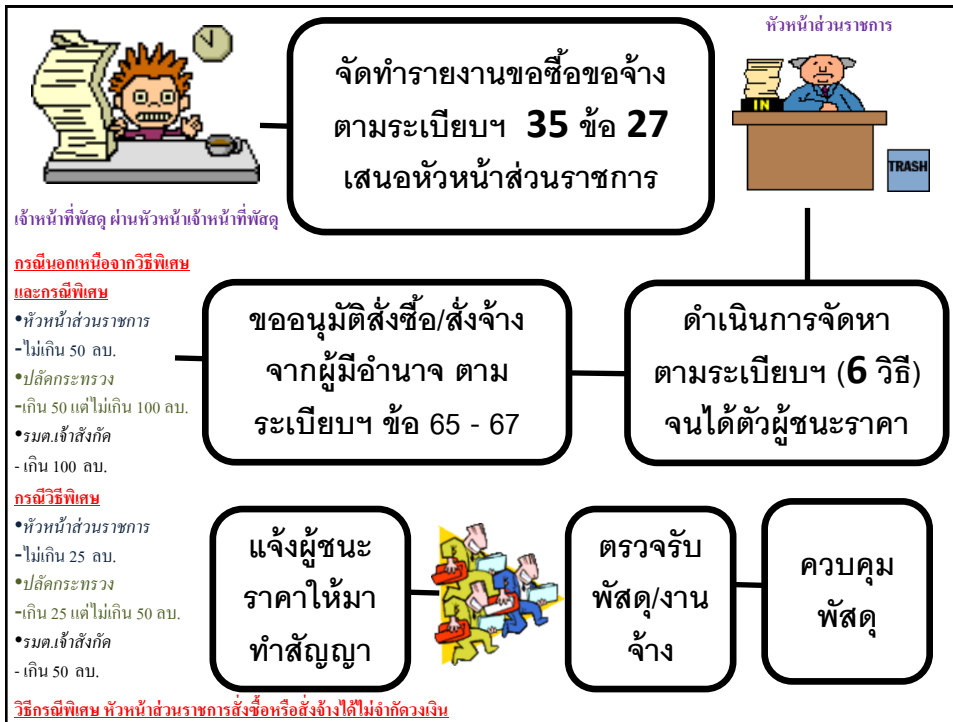 หัวหน้าส่วนราชการ
จัดทำรายงานขอซื้อขอจ้าง
ตามระเบียบฯ 35 ข้อ 27
เสนอหัวหน้าส่วนราชการ
IN
TRASH
เจ้าหน้าที่พัสดุ ผ่านหัวหน้าเจ้าหน้าที่พัสดุ
กรณีนอกเหนือจากวิธีพิเศษ
และกรณีพิเศษ
•หัวหน้าส่วนราชการ
-ไม่เกิน 50 ลบ.
•ปลัดกระทรวง
-เกิน 50 แต่ไม่เกิน 100 ลบ.
•รมต.เจ้าสังกัด
- เกิน 100 ลบ.
ขออนุมัติสั่งซื้อ/สั่งจ้าง
จากผู้มีอำนาจ ตาม
ระเบียบฯ ข้อ 65 - 67
ดำเนินการจัดหา
ตามระเบียบฯ (6 วิธี)
จนได้ตัวผู้ชนะราคา
กรณีวิธีพิเศษ
•หัวหน้าส่วนราชการ
-ไม่เกิน 25 ลบ.
•ปลัดกระทรวง
-เกิน 25 แต่ไม่เกิน 50 ลบ.
•รมต.เจ้าสังกัด
- เกิน 50 ลบ.
แจ้งผู้ชนะ
ราคาให้มา
ทำสัญญา
ตรวจรับ
พัสดุ/งาน
จ้าง
ควบคุม
พัสดุ
วิธีกรณีพิเศษ หัวหน้าส่วนราชการสั่งซื้อหรือสั่งจ้างได้ไม่จำกัดวงเงิน